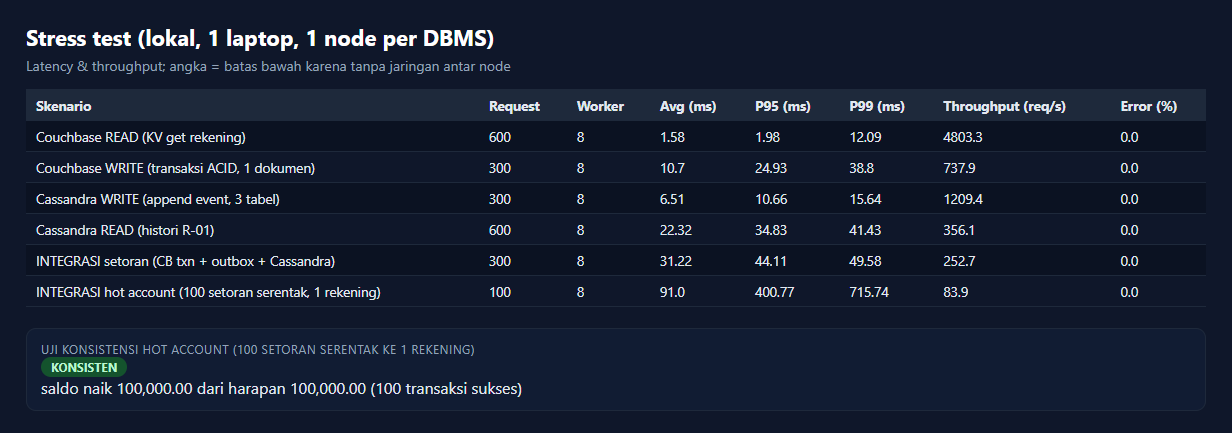 Stress test (lokal, 1 laptop, 1 node per DBMS)
Latency & throughput; angka = batas bawah karena tanpa jaringan antar node
Skenario Request Worker Avg (ms) P95 (ms) P99 (ms) Throughput (req/s) Error (%)
Couchbase READ (KV get rekening) 600 8 1.58 1.98 12.09 4803.3 0.0
Couchbase WRITE (transaksi ACID, 1 dokumen) 300 8 10.7 24.93 38.8 737.9 0.0
Cassandra WRITE (append event, 3 tabel) 300 8 6.51 10.66 15.64 1209.4 0.0
Cassandra READ (histori R-01) 600 8 22.32 34.83 41.43 356.1 0.0
INTEGRASI setoran (CB txn + outbox + Cassandra) 300 8 31.22 44.11 49.58 252.7 0.0
INTEGRASI hot account (100 setoran serentak, 1 rekening) 100 8 91.0 400.77 715.74 83.9 0.0
UJI KONSISTENSI HOT ACCOUNT (100 SETORAN SERENTAK KE 1 REKENING)
KONSISTEN
saldo naik 100,000.00 dari harapan 100,000.00 (100 transaksi sukses)